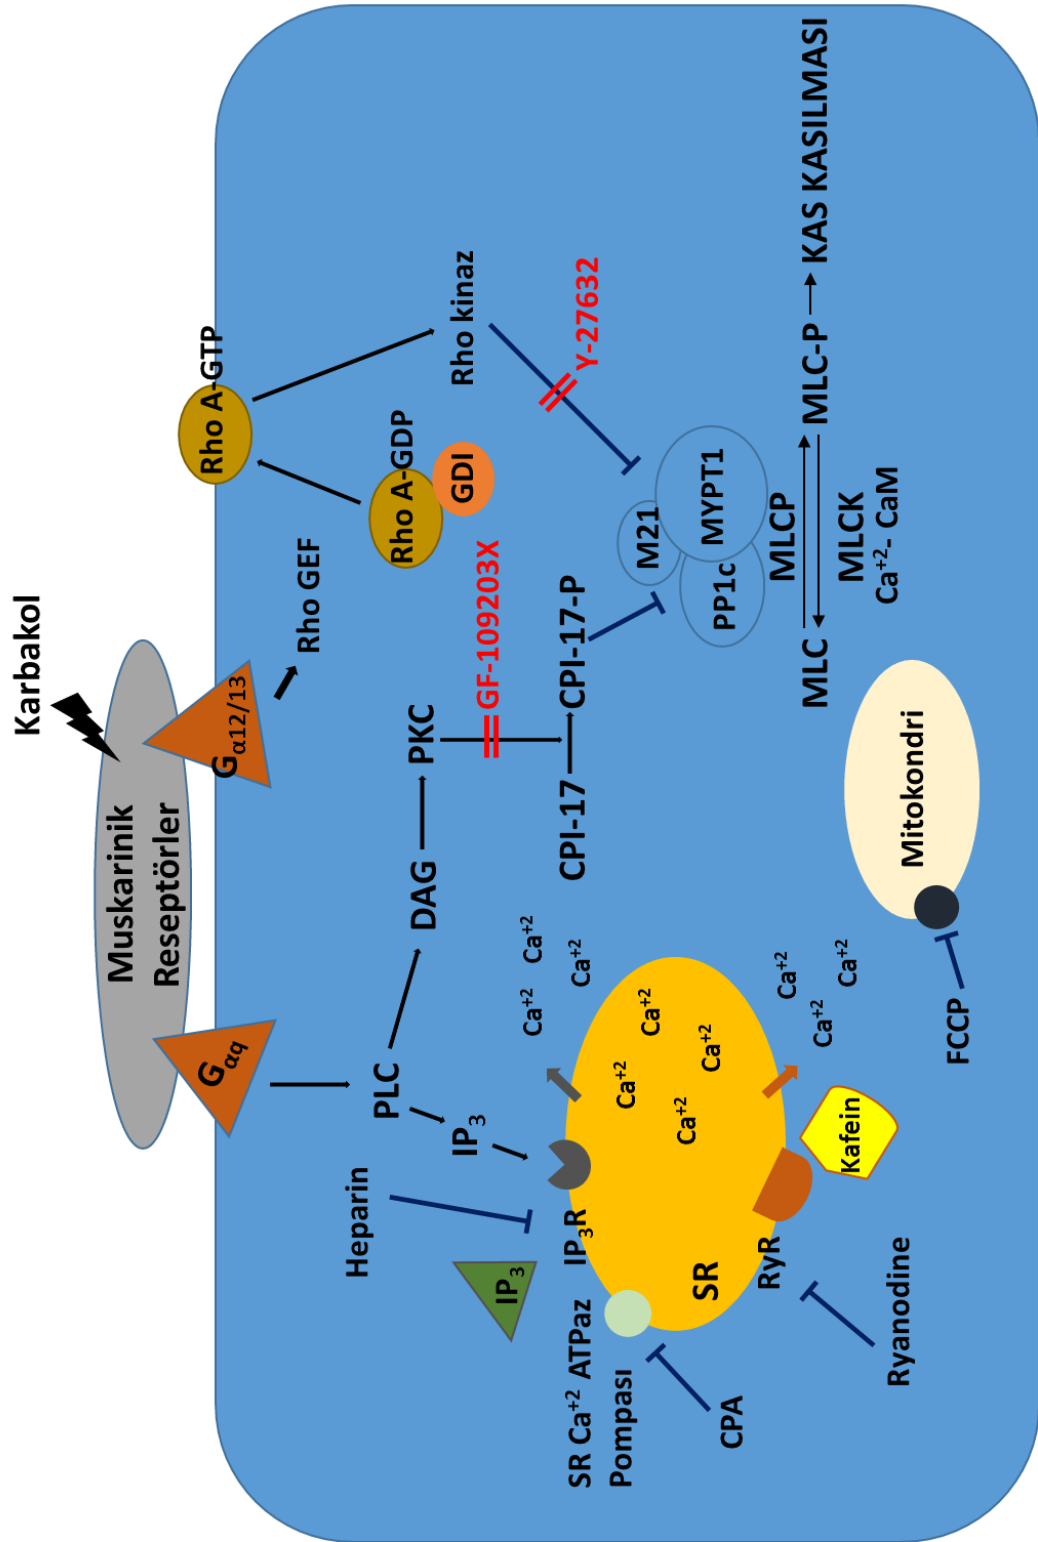 Karbakol
Muskarinik
Reseptörler
Gαq
Gα12/13
Rho A-GTP
PLC
DAG
PKC
Rho GEF
Rho A-GDP
GDI
Rho kinaz
Heparin
IP3
IP3
IP3R
GF-109203X
Y-27632
CPI-17
CPI-17-P
M21
MYPT1
PP1c
MLCP
MLC
MLC-P
KAS KASILMASI
MLCK
Ca+2- CaM
SR Ca+2 ATPaz
Pompası
CPA
SR
RyR
Ryanodine
Kafein
Ca+2
Ca+2
Ca+2
Ca+2
Ca+2
Ca+2
Ca+2
Ca+2
Ca+2
Ca+2
FCCP
Mitokondri